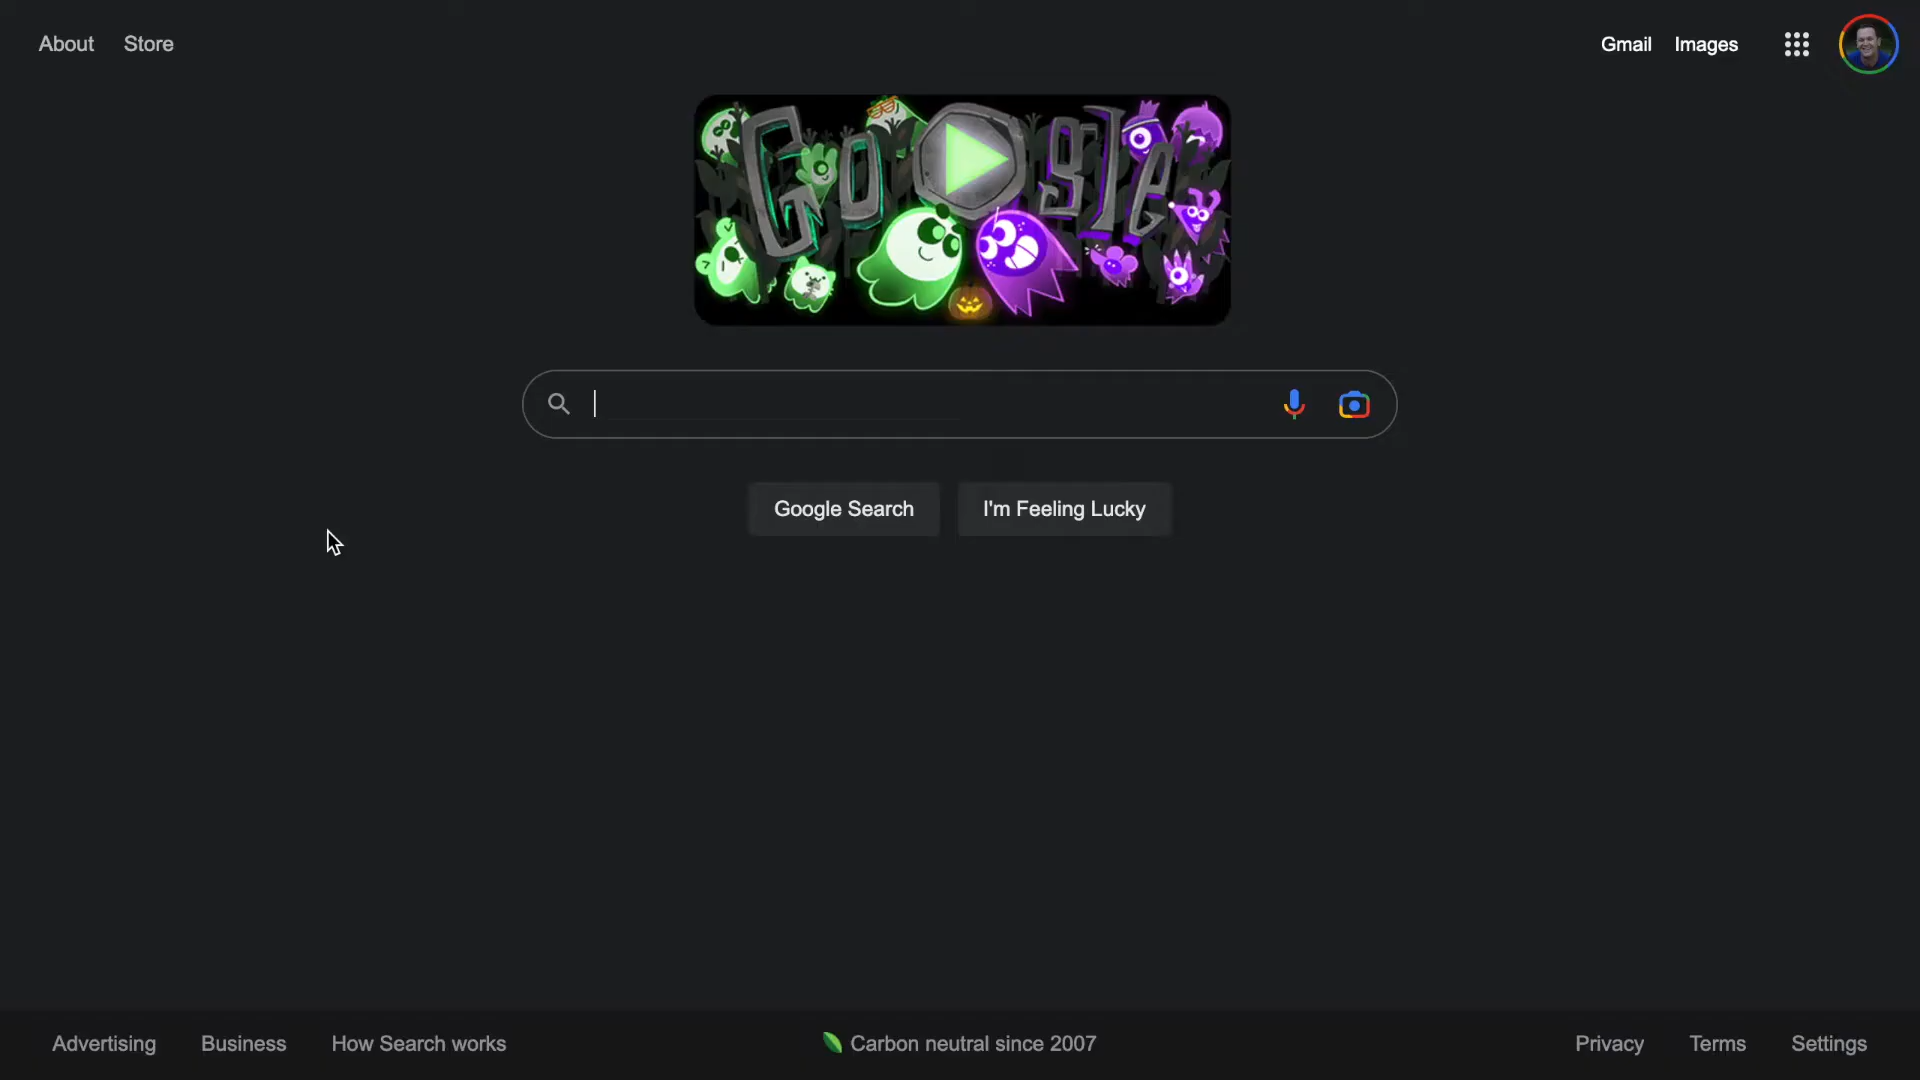 About Store
Gmail Images
Google
Google Search I'm Feeling Lucky
Advertising Business How Search works
Carbon neutral since 2007
Privacy Terms Settings